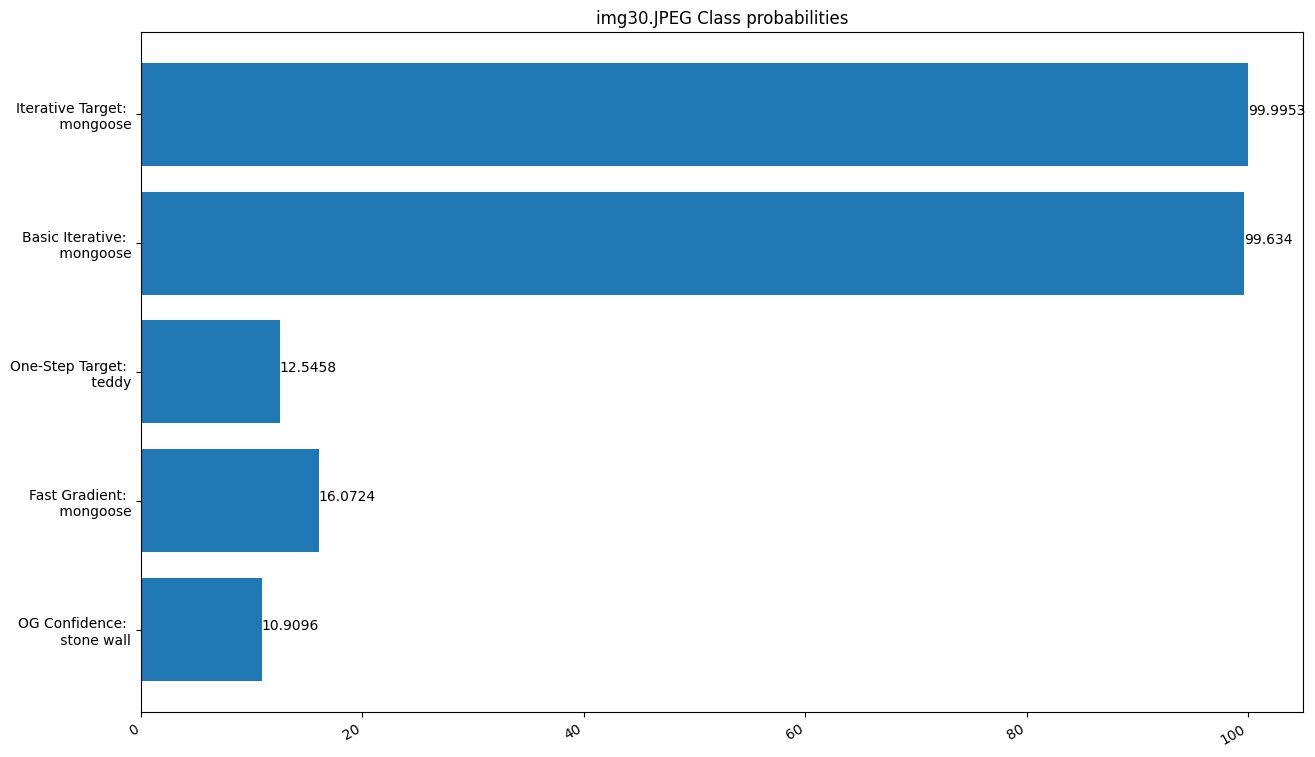 img30.JPEG Class probabilities
Iterative Target:
mongoose
99.9953
Basic Iterative:
mongoose
99.634
One-Step Target:
teddy
12.5458
Fast Gradient:
mongoose
16.0724
OG Confidence:
stone wall
10.9096
0
20
40
60
80
100